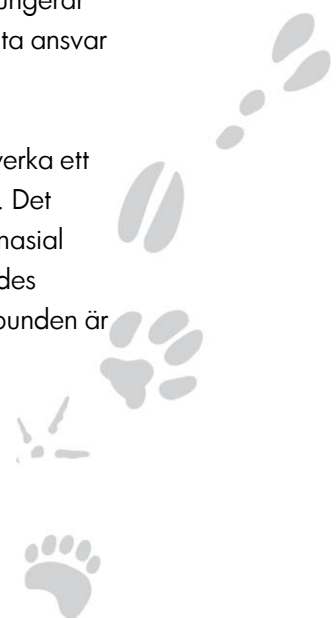 ungerar
ta ansvar
verka ett
. Det
nasial
des
bunden är